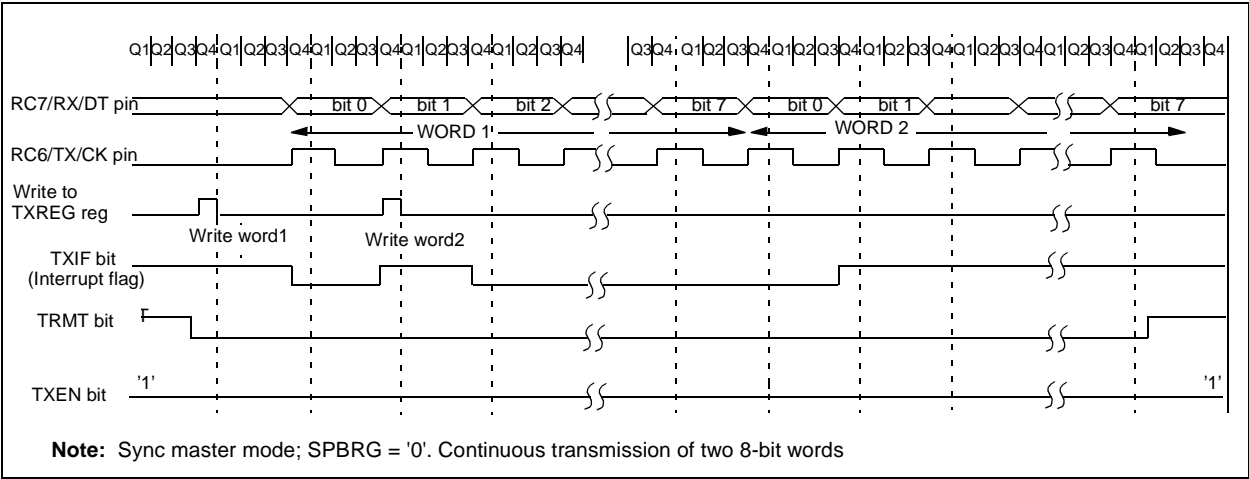 Q1 Q2 Q3 Q4 Q1 Q2 Q3 Q4 Q1 Q2 Q3 Q4 Q1 Q2 Q3 Q4 Q3 Q4 Q1 Q2 Q3 Q4 Q1 Q2 Q3 Q4 Q1 Q2 Q3 Q4 Q1 Q2 Q3 Q4 Q1 Q2 Q3 Q4 Q1 Q2 Q3 Q4
RC7/RX/DT pin bit 0 bit 1 bit 2 bit 7 bit 0 bit 1 bit 7
WORD 1 WORD 2
RC6/TX/CK pin
Write to
TXREG reg
Write word1 Write word2
TXIF bit
(Interrupt flag)
TRMT bit
TXEN bit '1' '1'
Note: Sync master mode; SPBRG = '0'. Continuous transmission of two 8-bit words